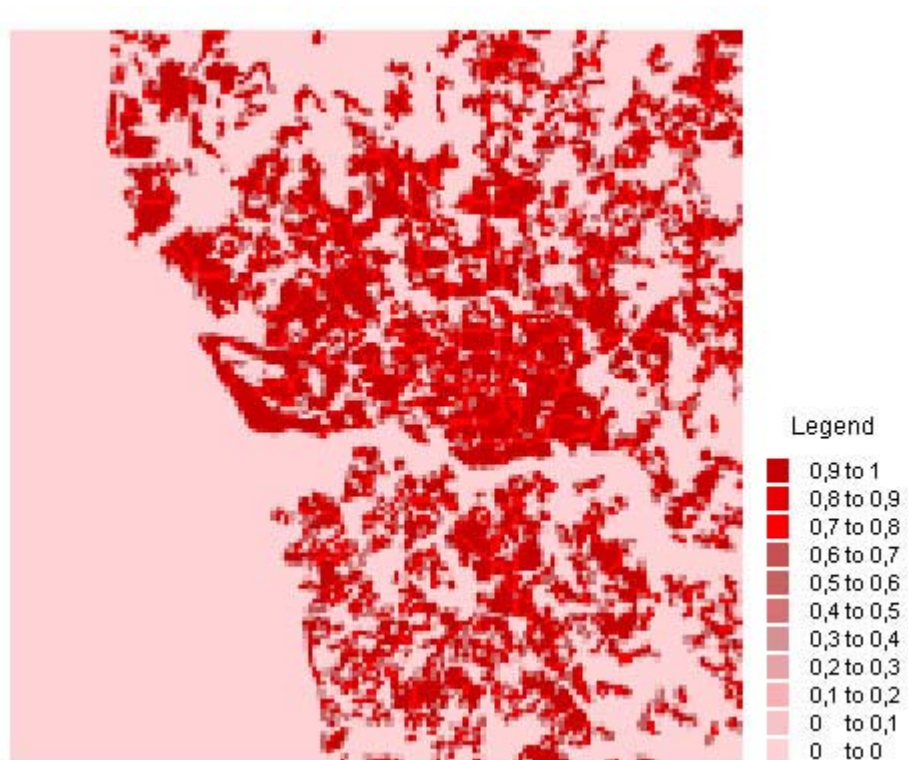 Legend
0,9 to 1
0,8 to 0,9
0,7 to 0,8
0,6 to 0,7
0,5 to 0,6
0,4 to 0,5
0,3 to 0,4
0,2 to 0,3
0,1 to 0,2
0 to 0,1
0 to 0